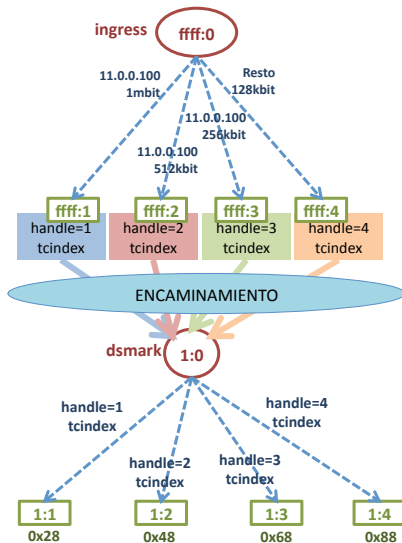 ingress
ffff:0
11.0.0.100
1mbit
Resto
128kbit
11.0.0.100
256kbit
11.0.0.100
512kbit
ffff:1
ffff:2
ffff:3
ffff:4
handle=1
tcindex
handle=2
tcindex
handle=3
tcindex
handle=4
tcindex
ENCAMINAMIENTO
dsmark
1:0
handle=1
tcindex
handle=4
tcindex
handle=2
tcindex
handle=3
tcindex
1:1
1:2
1:3
1:4
0x28
0x48
0x68
0x88